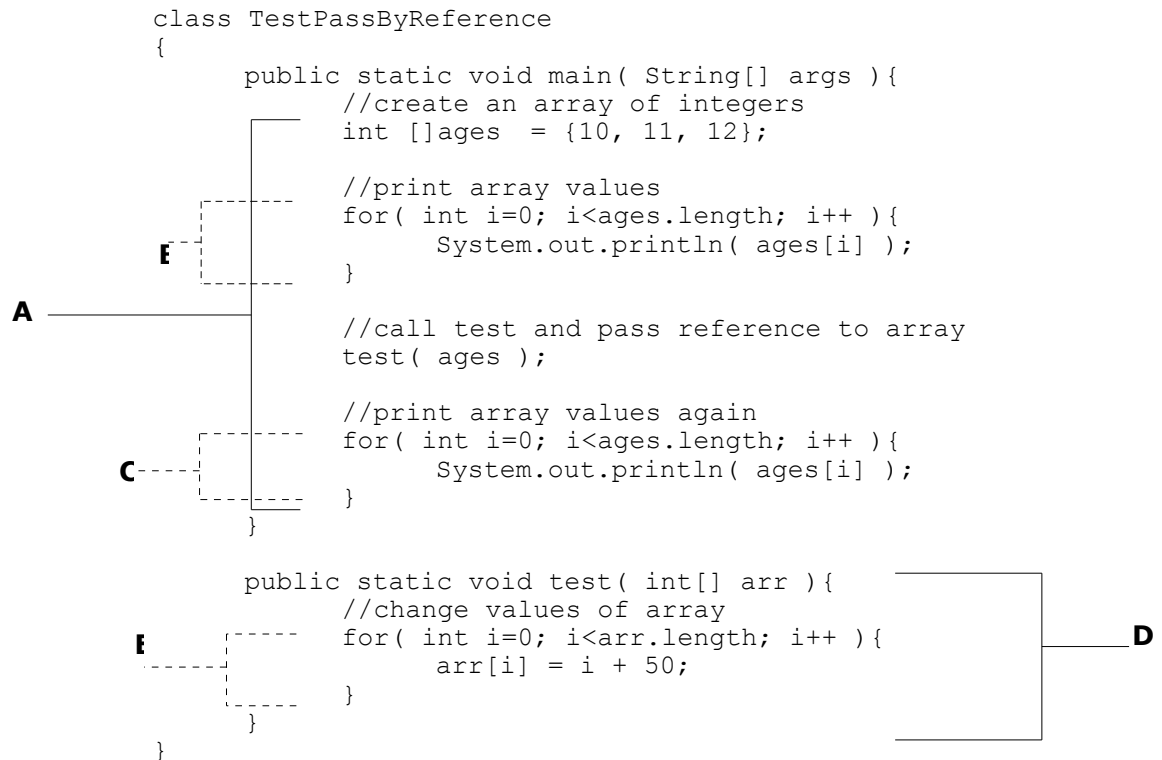 class TestPassByReference
{
public static void main( String[] args ){
//create an array of integers
int []ages  = {10, 11, 12};
//print array values
for( int i=0; i<ages.length; i++ ){
System.out.println( ages[i] );
}
A
//call test and pass reference to array
test( ages );
//print array values again
for( int i=0; i<ages.length; i++ ){
C
System.out.println( ages[i] );
}
}
public static void test( int[] arr ){
//change values of array
for( int i=0; i<arr.length; i++ ){
D
arr[i] = i + 50;
}
}
}